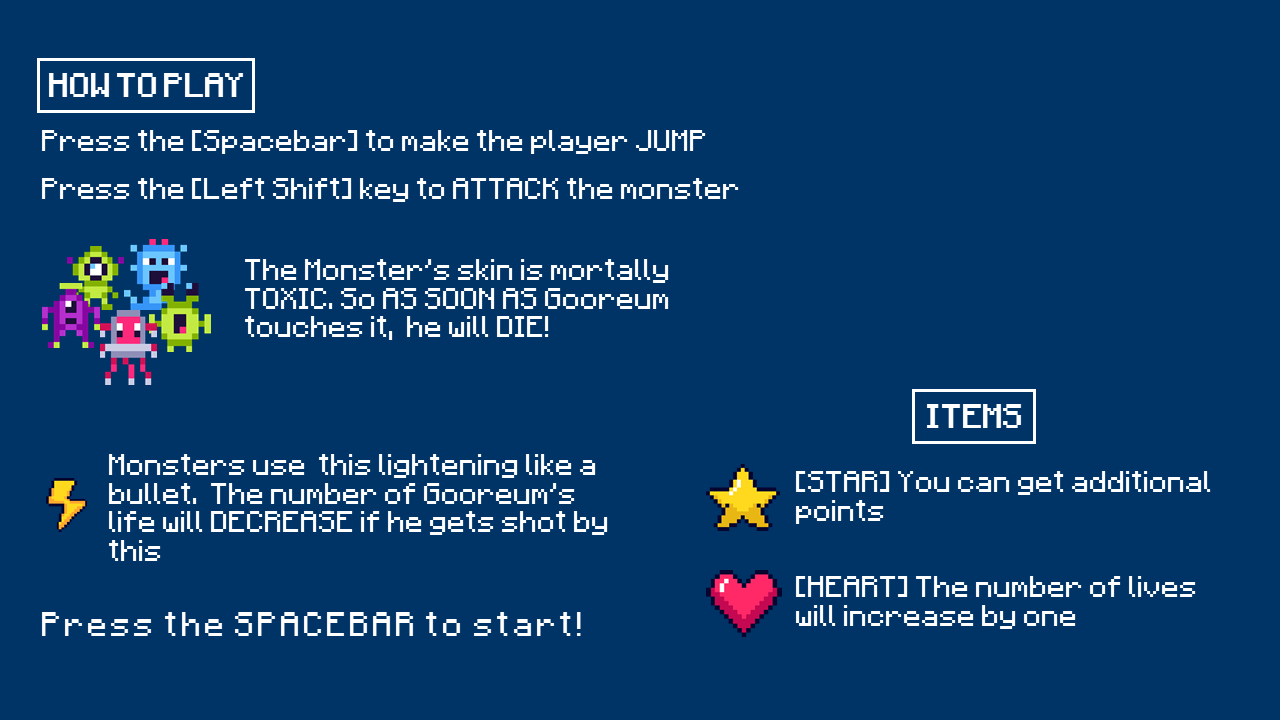 HOW TO PLAY
Press the [Spacebar] to make the player JUMP
Press the [Left Shift] key to ATTACK the monster
The Monster's skin is mortally
TOXIC. So AS SOON AS Gooreum
touches it, he will DIE!
Monsters use this lightening like a
bullet. The number of Gooreum's
life will DECREASE if he gets shot by
this
Press the SPACEBAR to start!
ITEMS
[STAR] You can get additional
points
[HEART] The number of lives
will increase by one